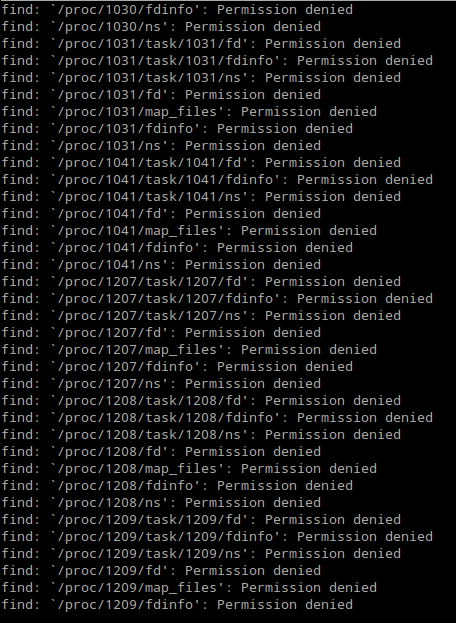 find: `/proc/1030/fdinfo': Permission denied
find: `/proc/1030/ns': Permission denied
find: `/proc/1031/task/1031/fd': Permission denied
find: `/proc/1031/task/1031/fdinfo': Permission denied
find: `/proc/1031/task/1031/ns': Permission denied
find: `/proc/1031/fd': Permission denied
find: `/proc/1031/map_files': Permission denied
find: `/proc/1031/fdinfo': Permission denied
find: `/proc/1031/ns': Permission denied
find: `/proc/1041/task/1041/fd': Permission denied
find: `/proc/1041/task/1041/fdinfo': Permission denied
find: `/proc/1041/task/1041/ns': Permission denied
find: `/proc/1041/fd': Permission denied
find: `/proc/1041/map_files': Permission denied
find: `/proc/1041/fdinfo': Permission denied
find: `/proc/1041/ns': Permission denied
find: `/proc/1207/task/1207/fd': Permission denied
find: `/proc/1207/task/1207/fdinfo': Permission denied
find: `/proc/1207/task/1207/ns': Permission denied
find: `/proc/1207/fd': Permission denied
find: `/proc/1207/map_files': Permission denied
find: `/proc/1207/fdinfo': Permission denied
find: `/proc/1207/ns': Permission denied
find: `/proc/1208/task/1208/fd': Permission denied
find: `/proc/1208/task/1208/fdinfo': Permission denied
find: `/proc/1208/task/1208/ns': Permission denied
find: `/proc/1208/fd': Permission denied
find: `/proc/1208/map_files': Permission denied
find: `/proc/1208/fdinfo': Permission denied
find: `/proc/1208/ns': Permission denied
find: `/proc/1209/task/1209/fd': Permission denied
find: `/proc/1209/task/1209/fdinfo': Permission denied
find: `/proc/1209/task/1209/ns': Permission denied
find: `/proc/1209/fd': Permission denied
find: `/proc/1209/map_files': Permission denied
find: `/proc/1209/fdinfo': Permission denied